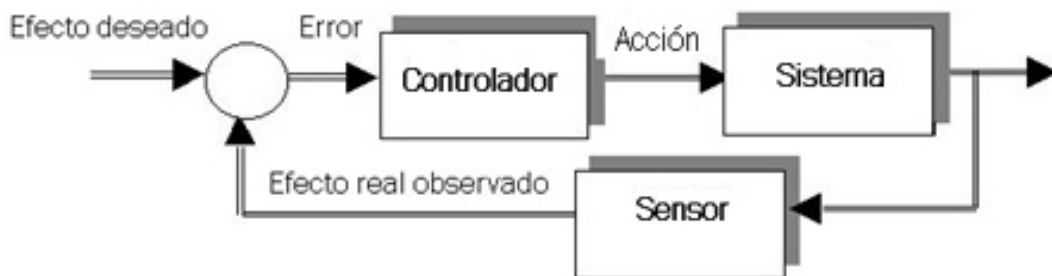 Efecto deseado
Error
Controlador
Acción
Sistema
Efecto real observado
Sensor